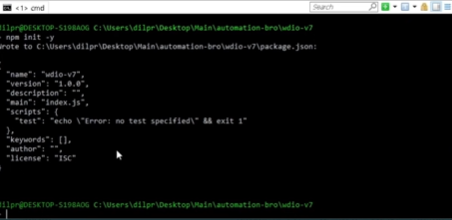 <1> cmd
Search
dilpr@DESKTOP-S19BAOG C:\Users\dilpr\Desktop\Main\automation-bro\wdio-v7
npm init -y
Wrote to C:\Users\dilpr\Desktop\Main\automation-bro\wdio-v7\package.json:
"name": "wdio-v7",
"version": "1.0.0",
"description": "",
"main": "index.js",
"scripts": {
"test": "echo \"Error: no test specified\" && exit 1"
},
"keywords": [],
"author": "",
"license": "ISC"
dilpr@DESKTOP-S19BAOG C:\Users\dilpr\Desktop\Main\automation-bro\wdio-v7